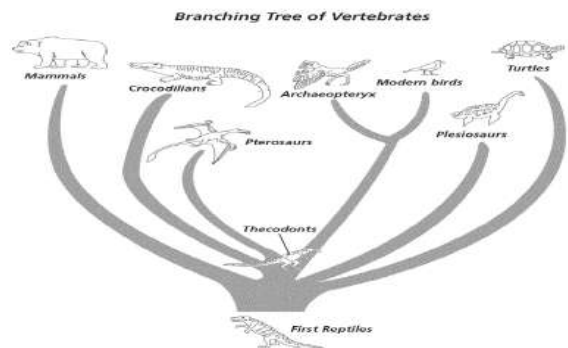 Branching Tree of Vertebrates
Mammals
Crocodilians
Archaeopteryx
Modern birds
Turtles
Pterosaurs
Plesiosaurs
Thecodonts
First Reptiles